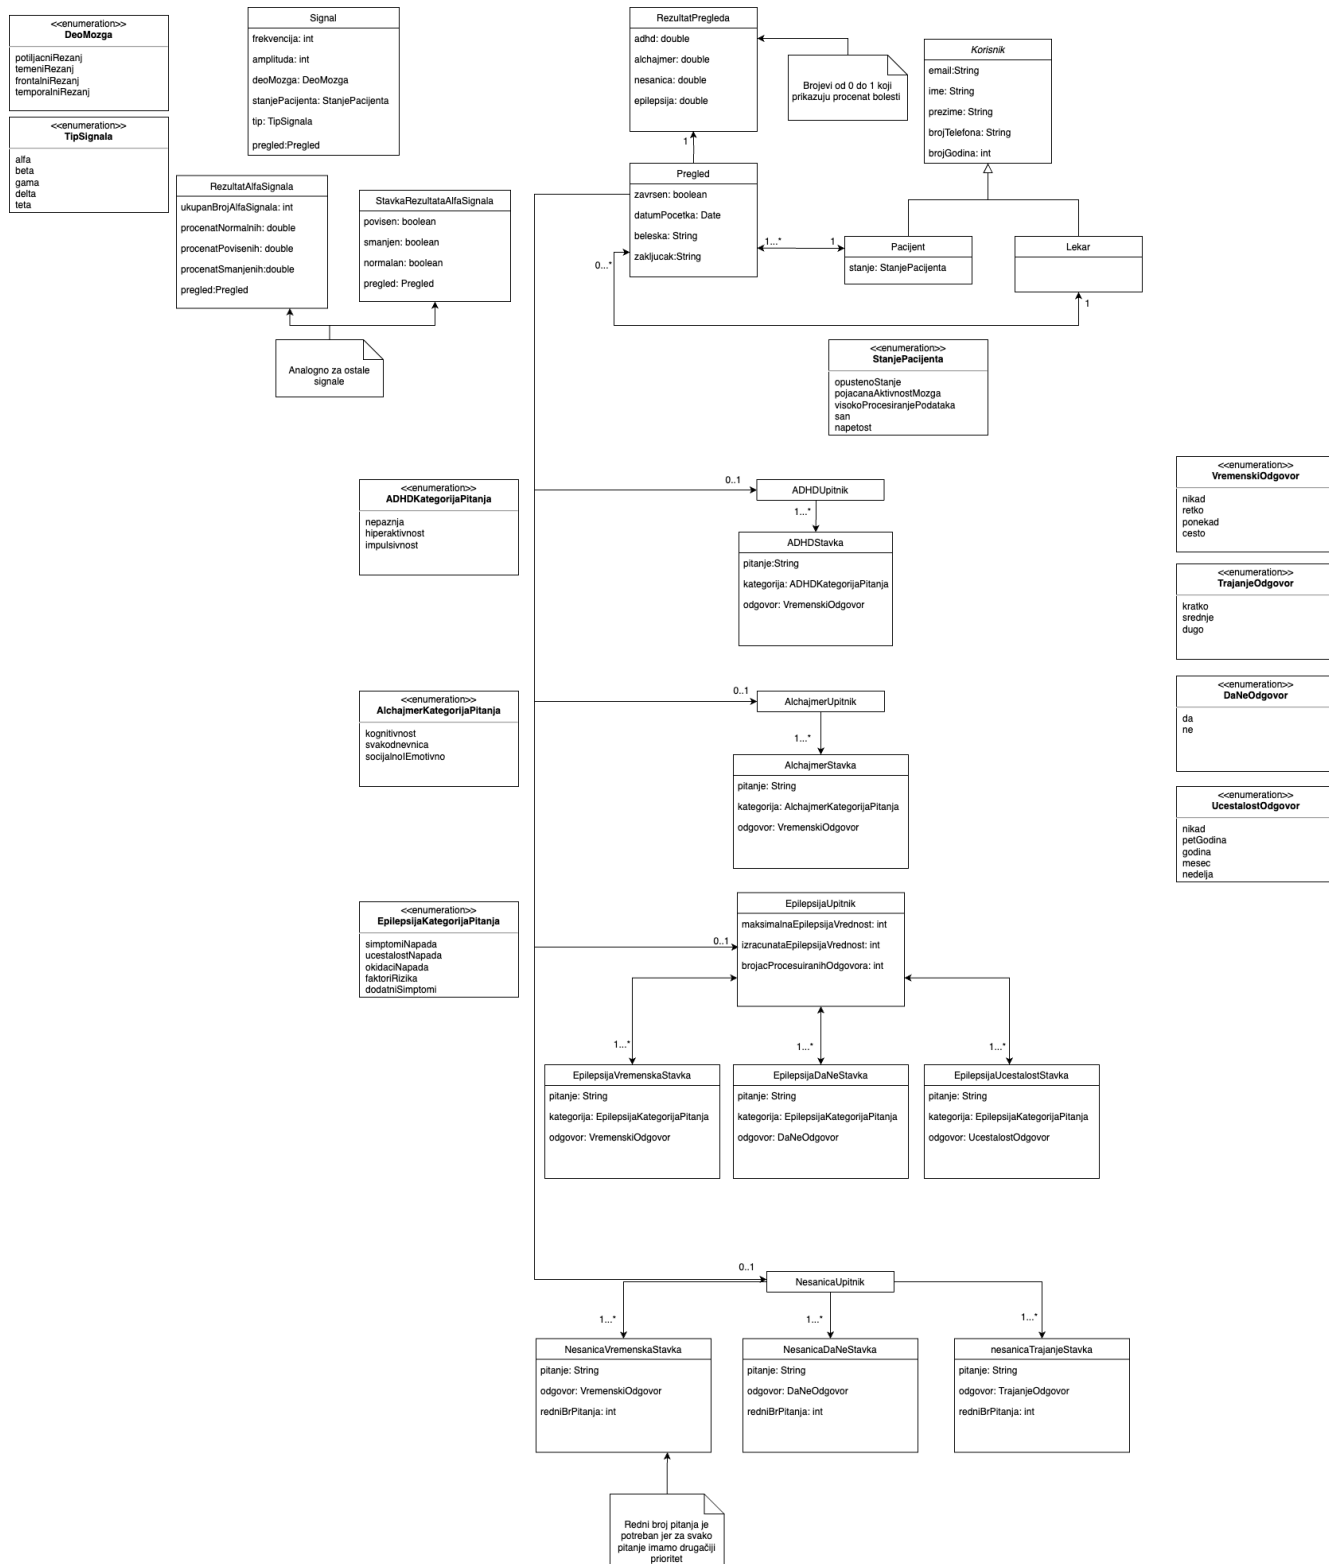 <<enumeration>>
DeoMozga
potiljacniRezanj
temeniRezanj
frontalniRezanj
temporalniRezanj
<<enumeration>>
TipSignala
alfa
beta
gama
delta
teta
Signal
frekvencija: int
amplituda: int
deoMozga: DeoMozga
stanjePacijenta: StanjePacijenta
tip: TipSignala
pregled:Pregled
RezultatAlfaSignala
ukupanBrojAlfaSignala: int
procenatNormalnih: double
procenatPovisenih: double
procenatSmanjenih:double
pregled:Pregled
StavkaRezultataAlfaSignala
povisen: boolean
smanjen: boolean
normalan: boolean
pregled: Pregled
Analogno za ostale
signale
RezultatPregleda
adhd: double
alchajmer: double
nesanica: double
epilepsija: double
Brojevi od 0 do 1 koji
prikazuju procenat bolesti
Korisnik
email:String
ime: String
prezime: String
brojTelefona: String
brojGodina: int
1
Pregled
zavrsen: boolean
datumPocetka: Date
beleska: String
zakljucak:String
1...*
1
0...*
1
Pacijent
stanje: StanjePacijenta
Lekar
<<enumeration>>
StanjePacijenta
opustenoStanje
pojacanaAktivnostMozga
visokoProcesiranjePodataka
san
napetost
<<enumeration>>
ADHDKategorijaPitanja
nepaznja
hiperaktivnost
impulsivnost
0..1
ADHDUpitnik
1...*
ADHDStavka
pitanje:String
kategorija: ADHDKategorijaPitanja
odgovor: VremenskiOdgovor
<<enumeration>>
VremenskiOdgovor
nikad
retko
ponekad
cesto
<<enumeration>>
TrajanjeOdgovor
kratko
srednje
dugo
<<enumeration>>
DaNeOdgovor
da
ne
<<enumeration>>
UcestalostOdgovor
nikad
petGodina
godina
mesec
nedelja
<<enumeration>>
AlchajmerKategorijaPitanja
kognitivnost
svakodnevnica
socijalnoIEmotivno
0..1
AlchajmerUpitnik
1...*
AlchajmerStavka
pitanje: String
kategorija: AlchajmerKategorijaPitanja
odgovor: VremenskiOdgovor
<<enumeration>>
EpilepsijaKategorijaPitanja
simptomiNapada
ucestalostNapada
okidaciNapada
faktoriRizika
dodatniSimptomi
0..1
EpilepsijaUpitnik
maksimalnaEpilepsijaVrednost: int
izracunataEpilepsijaVrednost: int
brojacProcesuiranihOdgovora: int
1...*
1...*
1...*
EpilepsijaVremenskaStavka
pitanje: String
kategorija: EpilepsijaKategorijaPitanja
odgovor: VremenskiOdgovor
EpilepsijaDaNeStavka
pitanje: String
kategorija: EpilepsijaKategorijaPitanja
odgovor: DaNeOdgovor
EpilepsijaUcestalostStavka
pitanje: String
kategorija: EpilepsijaKategorijaPitanja
odgovor: UcestalostOdgovor
0..1
NesanicaUpitnik
1...*
1...*
1...*
NesanicaVremenskaStavka
pitanje: String
odgovor: VremenskiOdgovor
redniBrPitanja: int
NesanicaDaNeStavka
pitanje: String
odgovor: DaNeOdgovor
redniBrPitanja: int
nesanicaTrajanjeStavka
pitanje: String
odgovor: TrajanjeOdgovor
redniBrPitanja: int
Redni broj pitanja je
potreban jer za svako
pitanje imamo drugačiji
prioritet